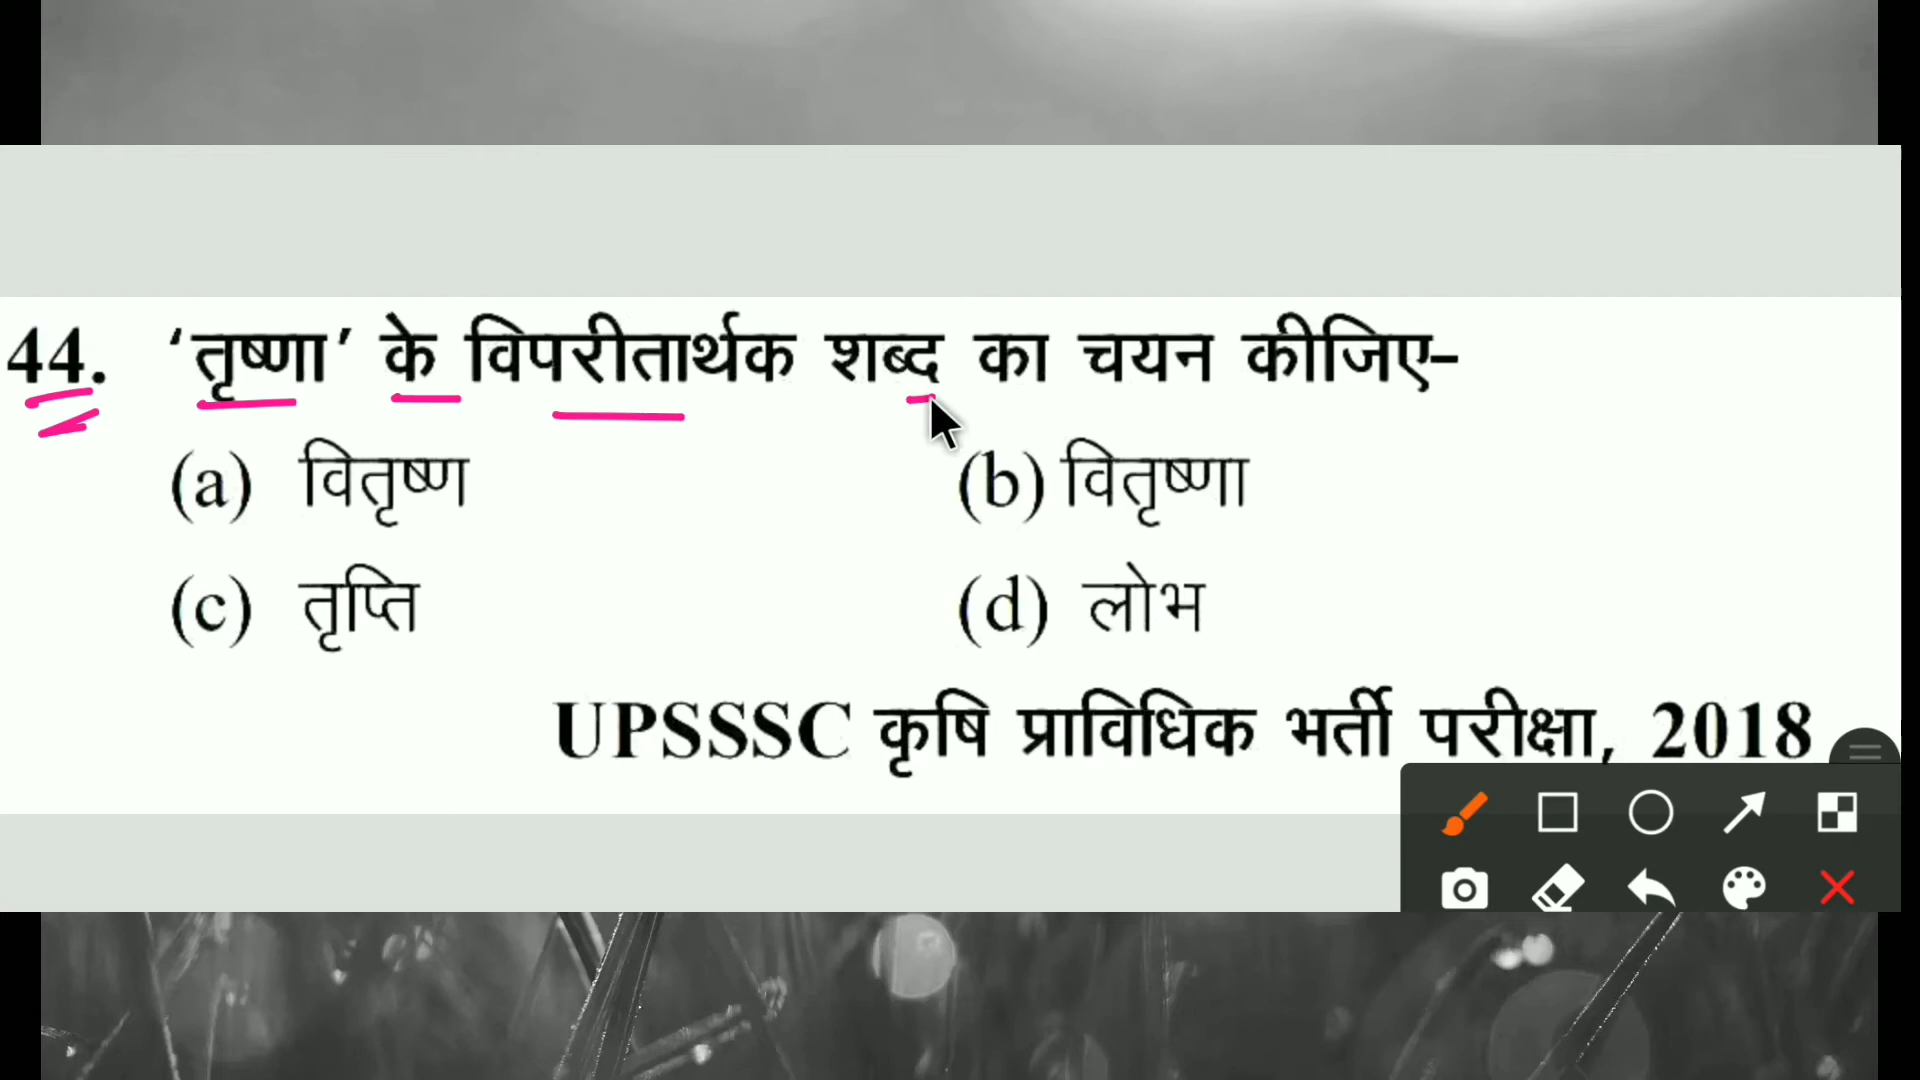 44. ‘तृष्णा’ के विपरीतार्थक शब्द का चयन कीजिए–
(a) वितृष्ण (b) वितृष्णा
(c) तृप्ति (d) लोभ
UPSSSC कृषि प्राविधिक भर्ती परीक्षा, 2018